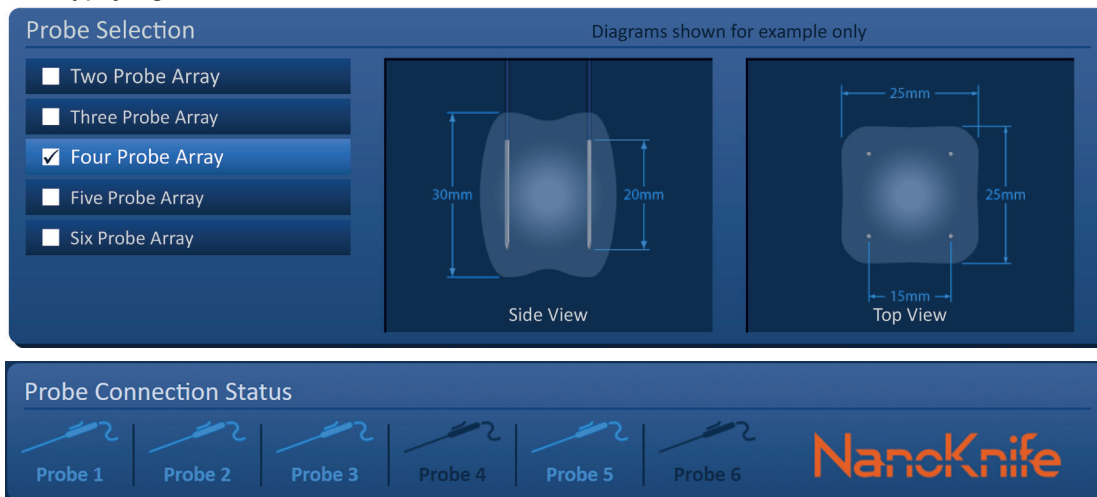 Probe Selection
Diagrams shown for example only
Two Probe Array
Three Probe Array
Four Probe Array
Five Probe Array
Six Probe Array
25mm
30mm
20mm
25mm
15mm
Side View
Top View
Probe Connection Status
Probe 1
Probe 2
Probe 3
Probe 4
Probe 5
Probe 6
NanoKnife